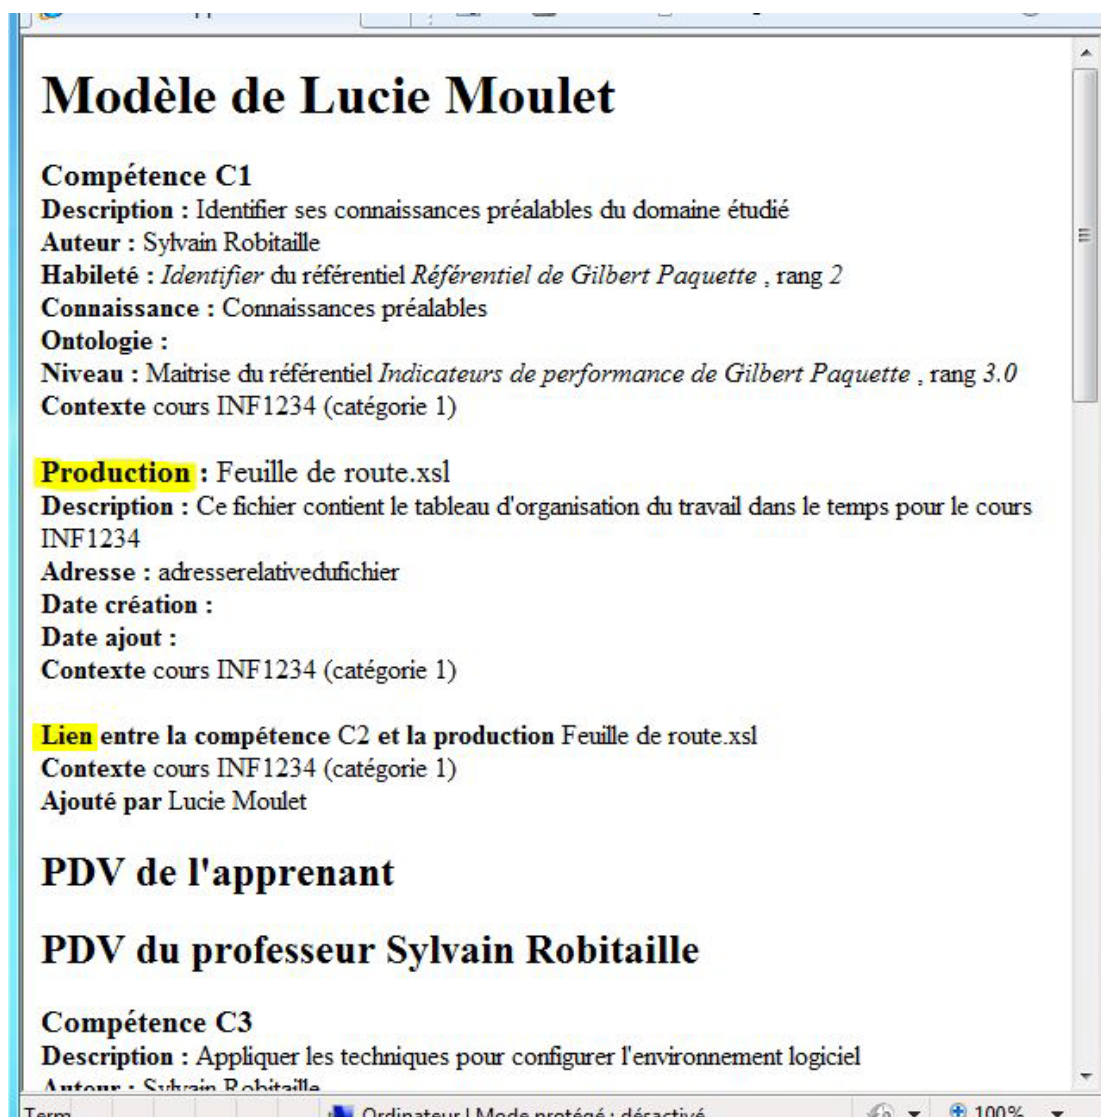 Modèle de Lucie Moulet
Compétence C1
Description : Identifier ses connaissances préalables du domaine étudié
Auteur : Sylvain Robitaille
Habileté : Identifier du référentiel Référentiel de Gilbert Paquette , rang 2
Connaissance : Connaissances préalables
Ontologie :
Niveau : Maitrise du référentiel Indicateurs de performance de Gilbert Paquette , rang 3.0
Contexte cours INF1234 (catégorie 1)
Production : Feuille de route.xsl
Description : Ce fichier contient le tableau d'organisation du travail dans le temps pour le cours
INF1234
Adresse : adresserelativedufichier
Date création :
Date ajout :
Contexte cours INF1234 (catégorie 1)
Lien entre la compétence C2 et la production Feuille de route.xsl
Contexte cours INF1234 (catégorie 1)
Ajouté par Lucie Moulet
PDV de l'apprenant
PDV du professeur Sylvain Robitaille
Compétence C3
Description : Appliquer les techniques pour configurer l'environnement logiciel
Auteur : Sylvain Robitaille
Term
Ordinateur | Mode protégé : désactivé
100%